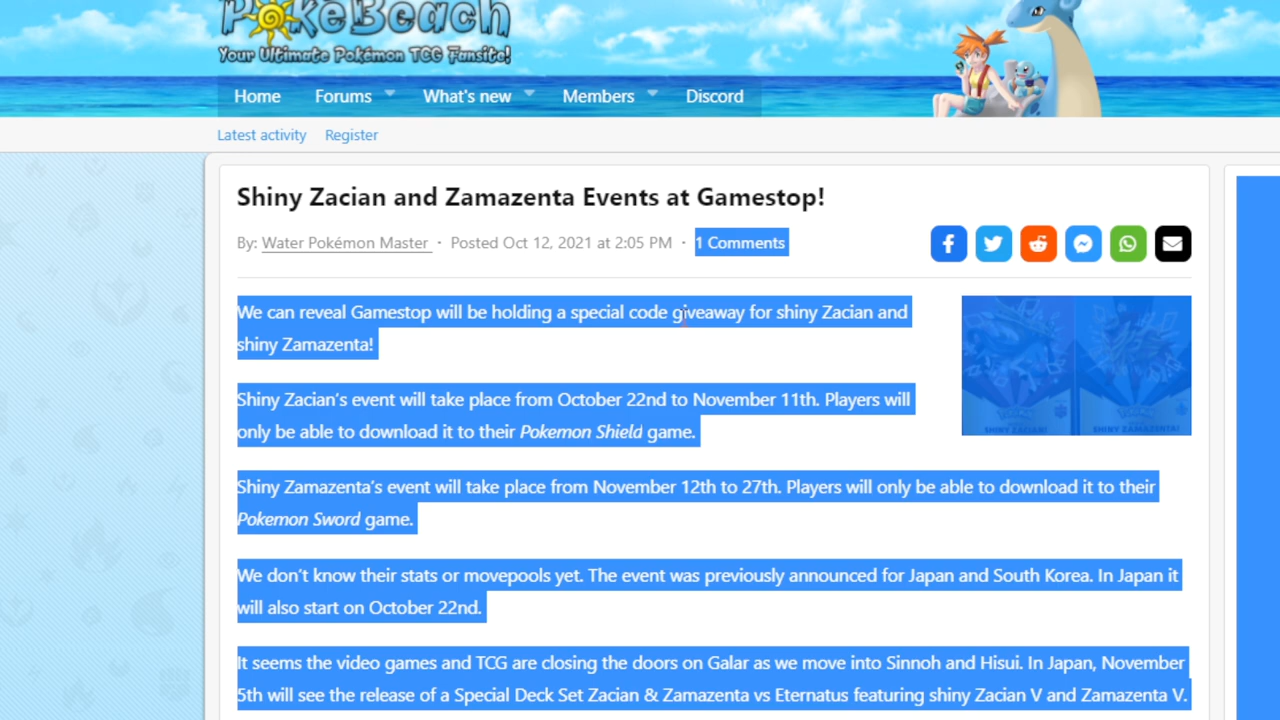 PokéBeach
Your Ultimate Pokémon TCG Fansite!
Home Forums What's new Members Discord
Latest activity Register
Shiny Zacian and Zamazenta Events at Gamestop!
By: Water Pokémon Master · Posted Oct 12, 2021 at 2:05 PM · 1 Comments
We can reveal Gamestop will be holding a special code giveaway for shiny Zacian and
shiny Zamazenta!
Shiny Zacian’s event will take place from October 22nd to November 11th. Players will
only be able to download it to their Pokemon Shield game.
Shiny Zamazenta’s event will take place from November 12th to 27th. Players will only be able to download it to their
Pokemon Sword game.
We don’t know their stats or movepools yet. The event was previously announced for Japan and South Korea. In Japan it
will also start on October 22nd.
It seems the video games and TCG are closing the doors on Galar as we move into Sinnoh and Hisui. In Japan, November
5th will see the release of a Special Deck Set Zacian & Zamazenta vs Eternatus featuring shiny Zacian V and Zamazenta V.
SHINY ZACIAN! SHINY ZAMAZENTA!